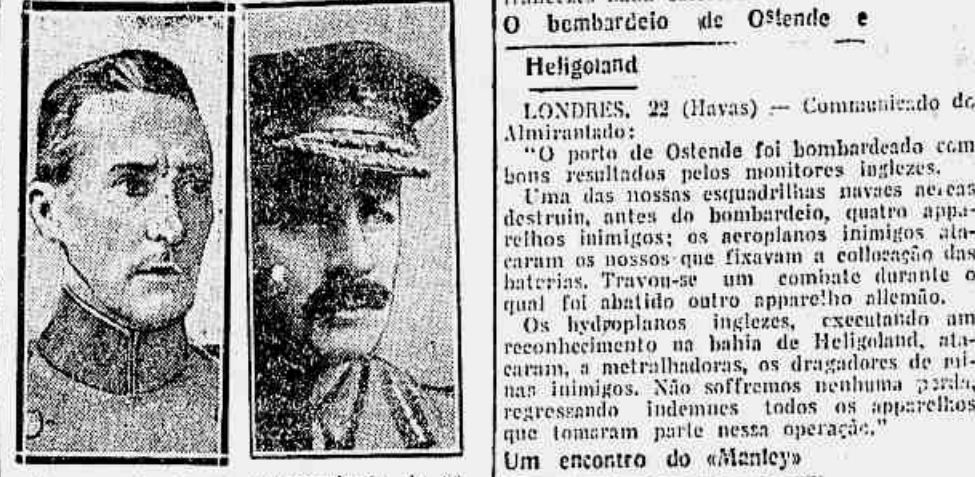 O bombardeio de Ostende e
Heligoland
LONDRES, 22 (Havas) — Communicado do
Almirantado:
"O porto de Ostende foi bombardeado com
bons resultados pelos monitores inglezes.
Uma das nossas esquadrilhas navaes aereas
destruiu, antes do bombardeio, quatro appa-
relhos inimigos; os aeroplanos inimigos ata-
caram os nossos que fixavam a collocação das
baterias. Travou-se um combate durante o
qual foi abatido outro apparelho allemão.
Os hydroplanos inglezes, executando um
reconhecimento na bahia de Heligoland, ata-
caram, a metralhadoras, os dragadores de mi-
nas inimigos. Não soffremos nenhuma perda,
regressando indemnes todos os apparelhos
que tomaram parte nessa operação."
Um encontro do «Manley»